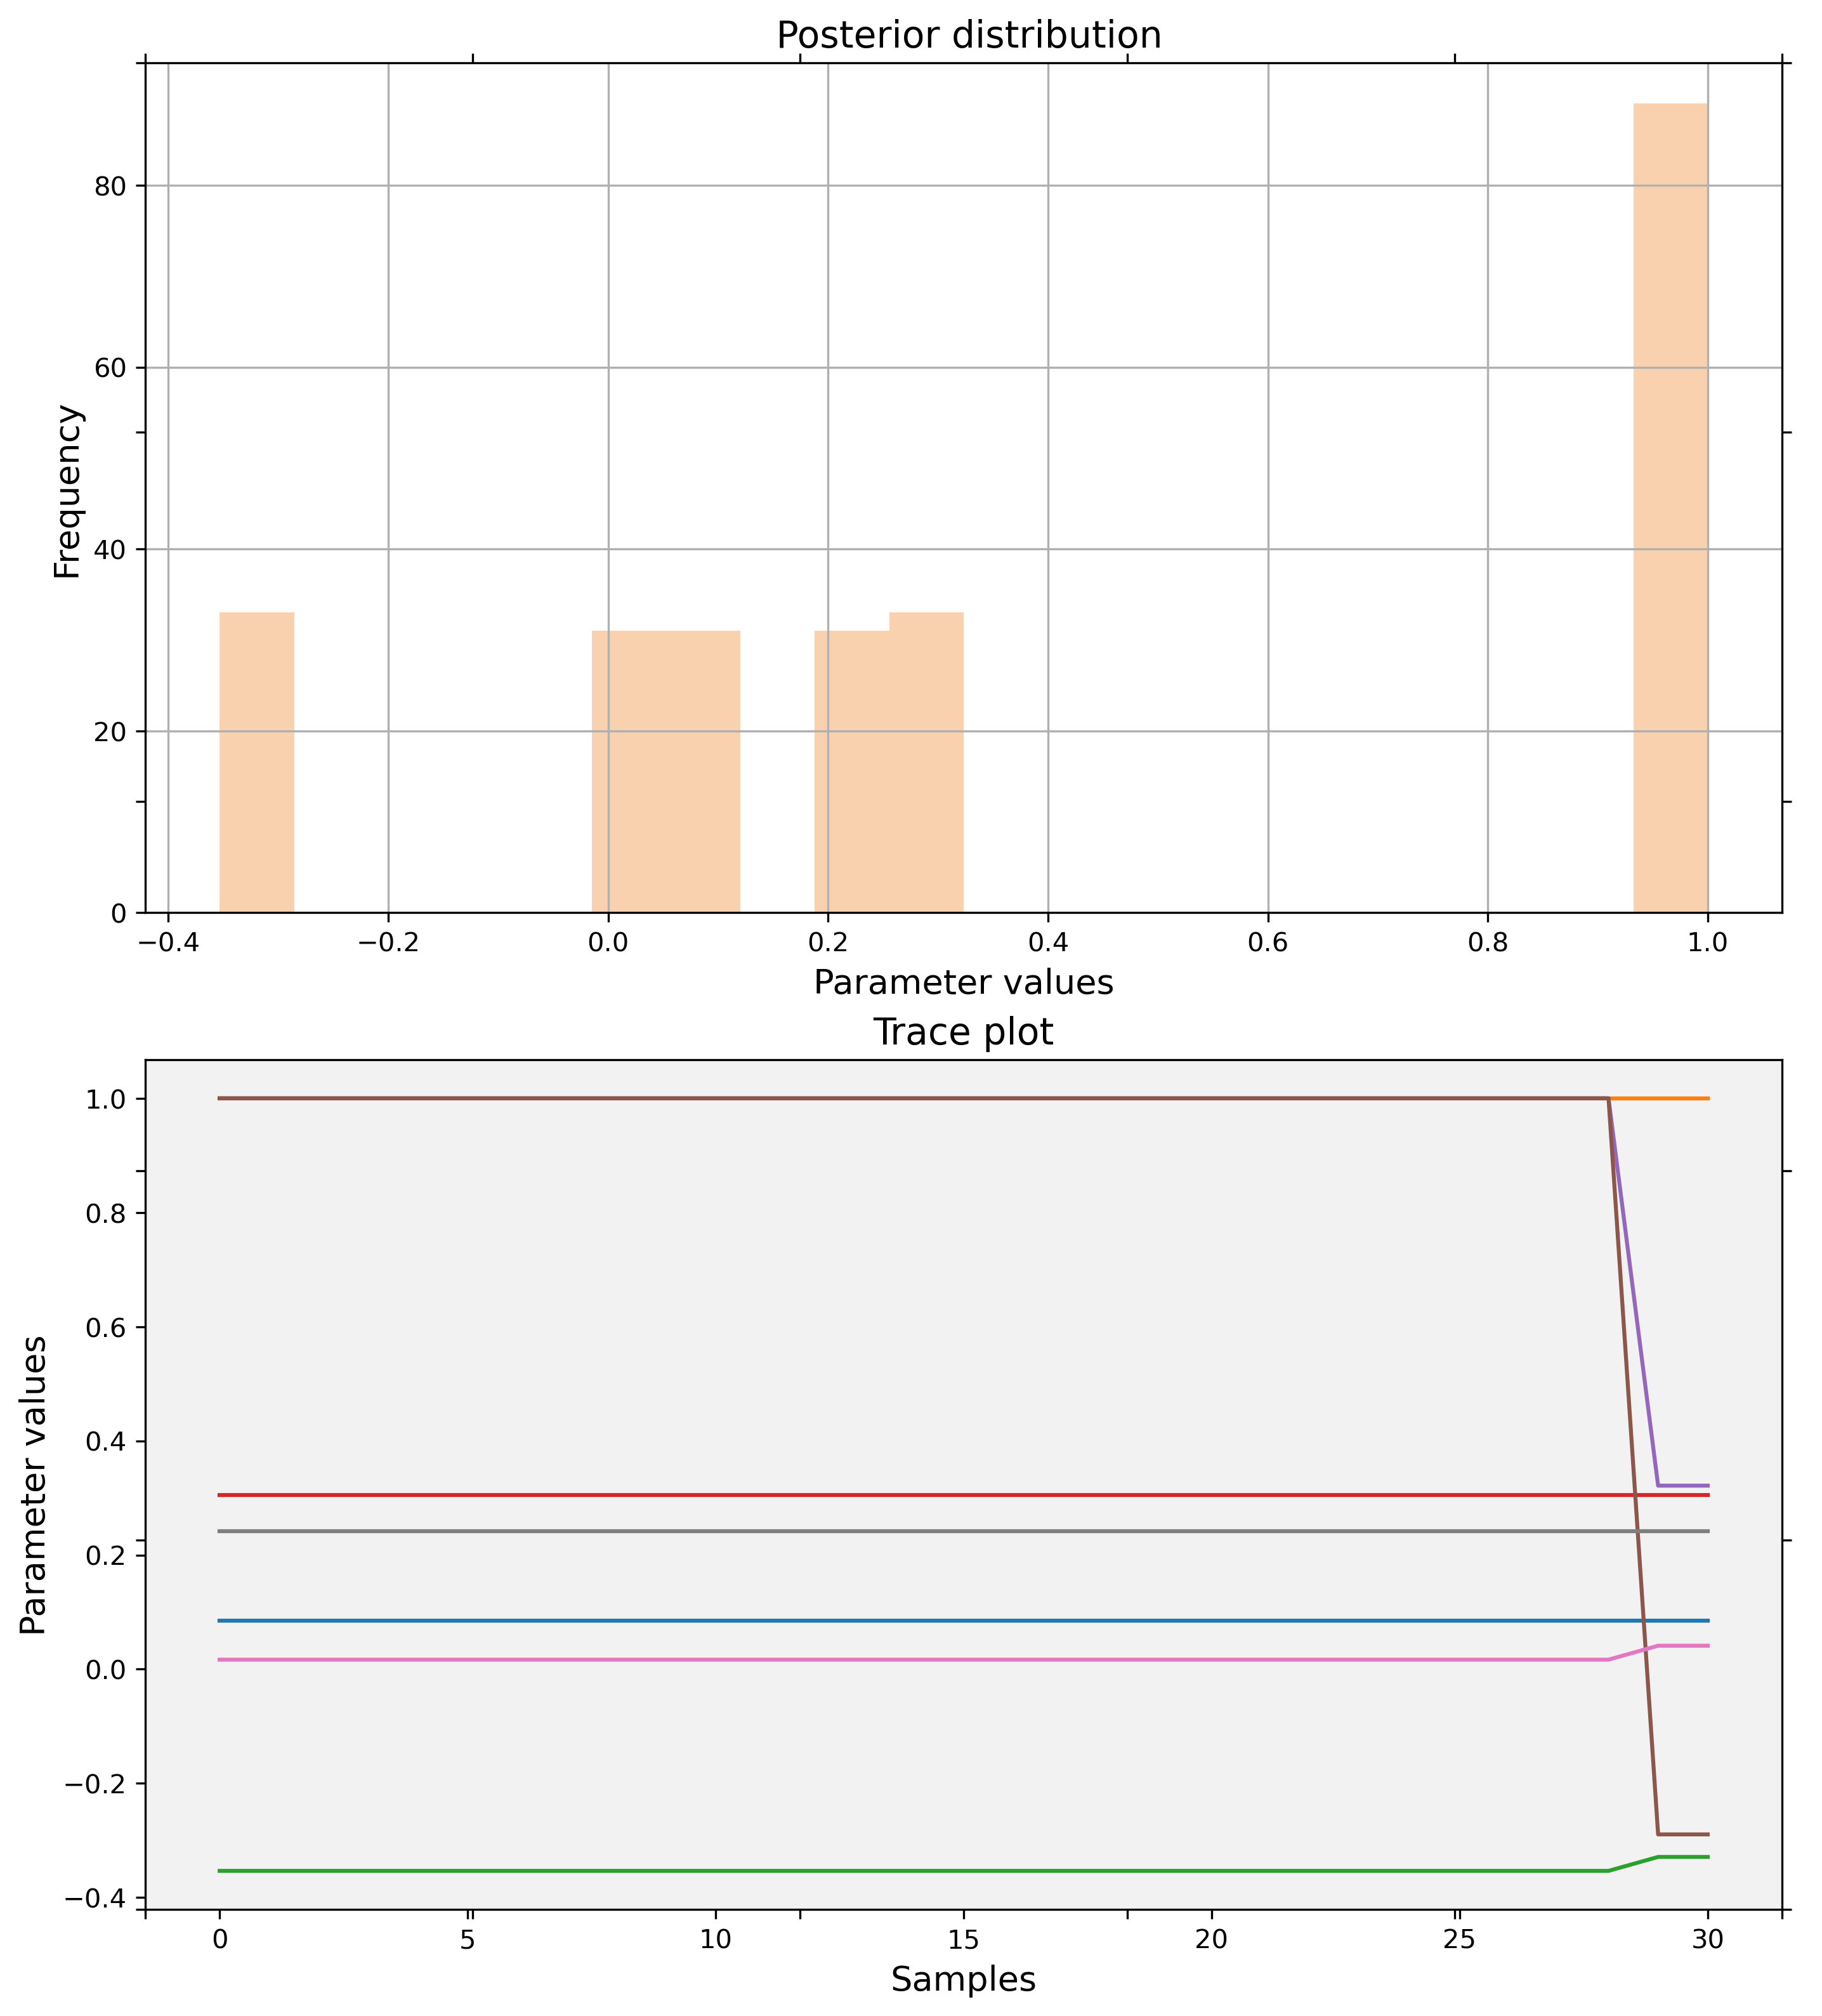 Posterior distribution
Frequency
80
60
40
20
0
−0.4 −0.2 0.0 0.2 0.4 0.6 0.8 1.0
Parameter values
Trace plot
Parameter values
1.0
0.8
0.6
0.4
0.2
0.0
−0.2
−0.4
0 5 10 15 20 25 30
Samples